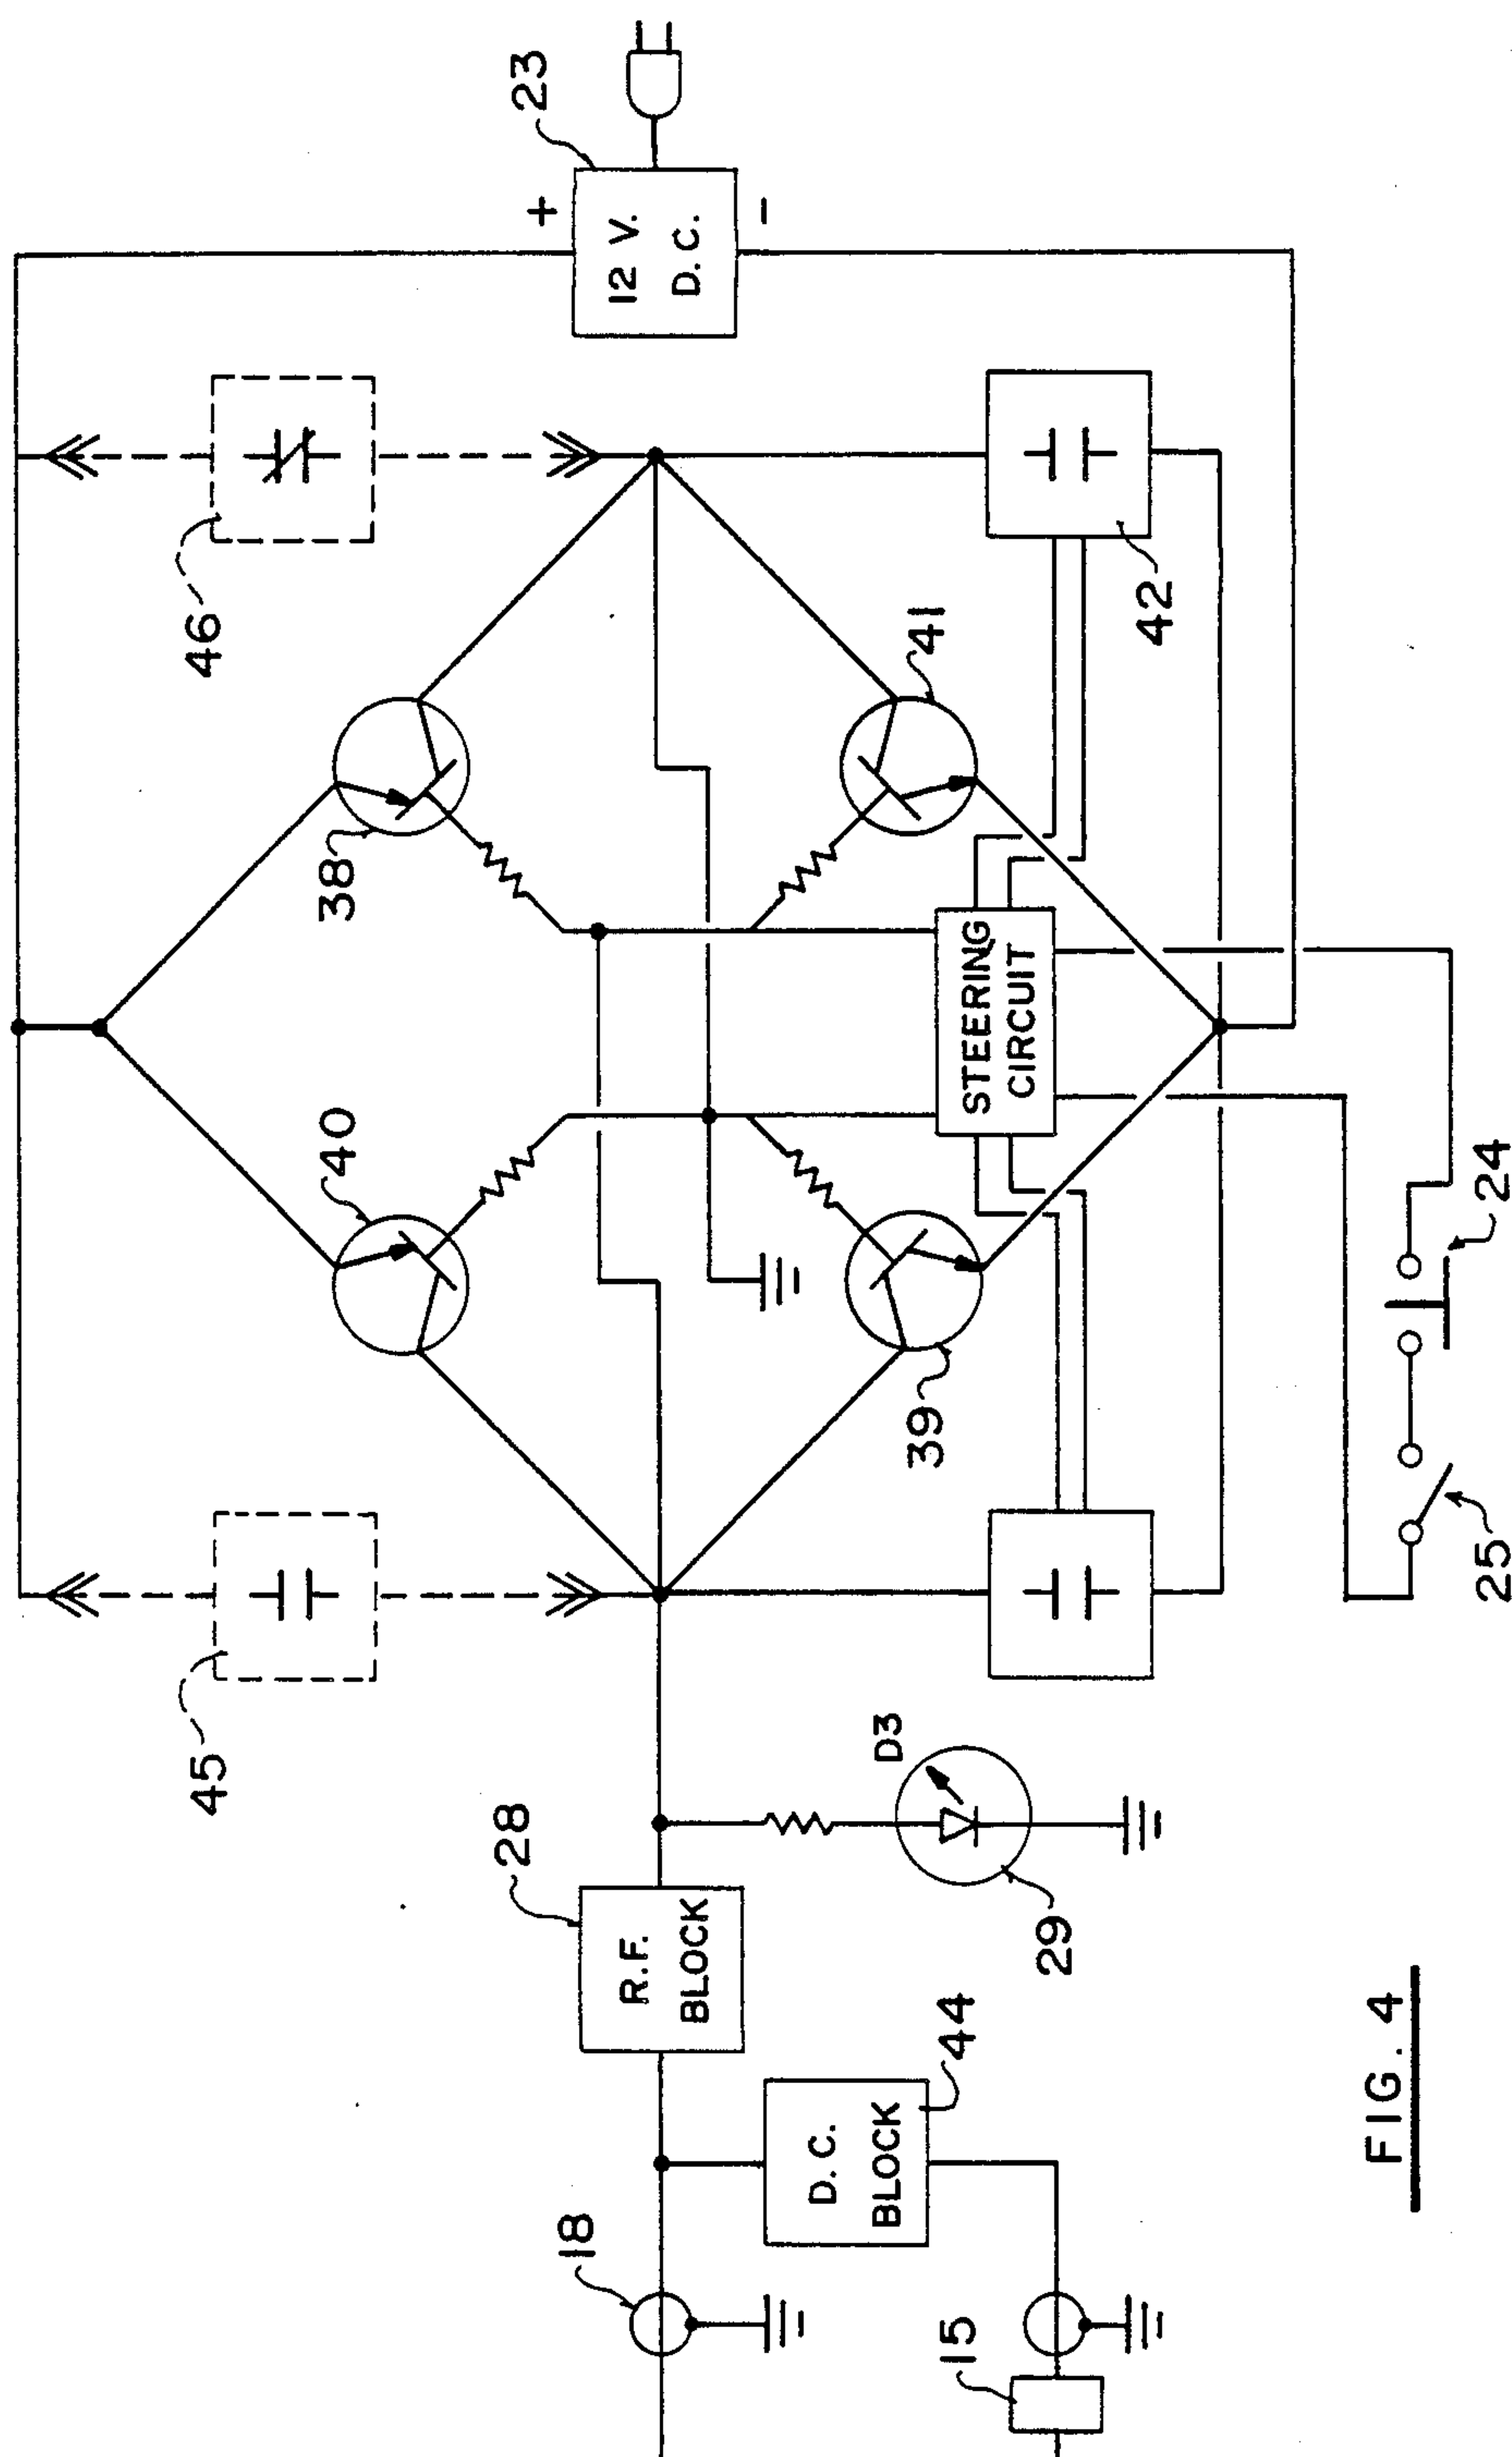 23
+
12 V.
D. C.
−
46
38
41
42
40
STEERING
CIRCUIT
39
24
25
45
28
R.F.
BLOCK
D3
29
44
D. C.
BLOCK
18
15
FIG. 4